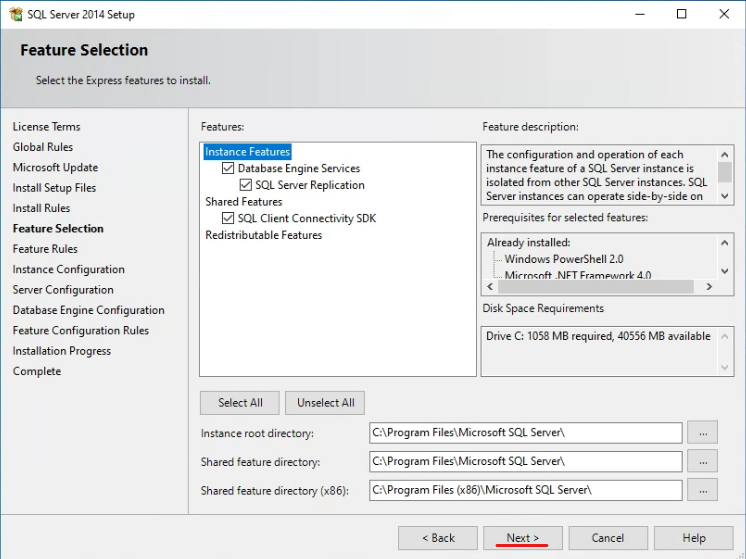 SQL Server 2014 Setup
Feature Selection
Select the Express features to install.
License Terms
Global Rules
Microsoft Update
Install Setup Files
Install Rules
Feature Selection
Feature Rules
Instance Configuration
Server Configuration
Database Engine Configuration
Feature Configuration Rules
Installation Progress
Complete
Features:
Instance Features
Database Engine Services
SQL Server Replication
Shared Features
SQL Client Connectivity SDK
Redistributable Features
Feature description:
The configuration and operation of each
instance feature of a SQL Server instance is
isolated from other SQL Server instances. SQL
Server instances can operate side-by-side on
Prerequisites for selected features:
Already installed:
Windows PowerShell 2.0
Microsoft .NET Framework 4.0
Disk Space Requirements
Drive C: 1058 MB required, 40556 MB available
Select All
Unselect All
Instance root directory:
C:\Program Files\Microsoft SQL Server\
...
Shared feature directory:
C:\Program Files\Microsoft SQL Server\
...
Shared feature directory (x86):
C:\Program Files (x86)\Microsoft SQL Server\
...
< Back
Next >
Cancel
Help